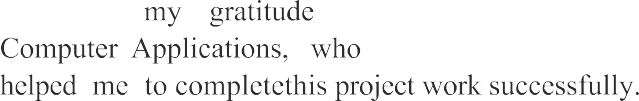 my gratitude
Computer Applications, who
helped me to completethis project work successfully.